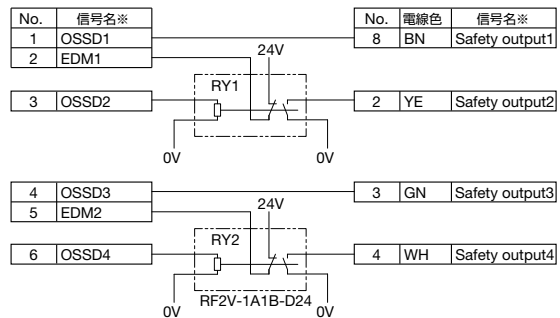 No. 信号名※
No. 電線色 信号名※
1 OSSD1
8 BN Safety output1
2 EDM1
24V
RY1
3 OSSD2
2 YE Safety output2
0V 0V
4 OSSD3
3 GN Safety output3
5 EDM2
24V
RY2
6 OSSD4
4 WH Safety output4
RF2V-1A1B-D24
0V 0V